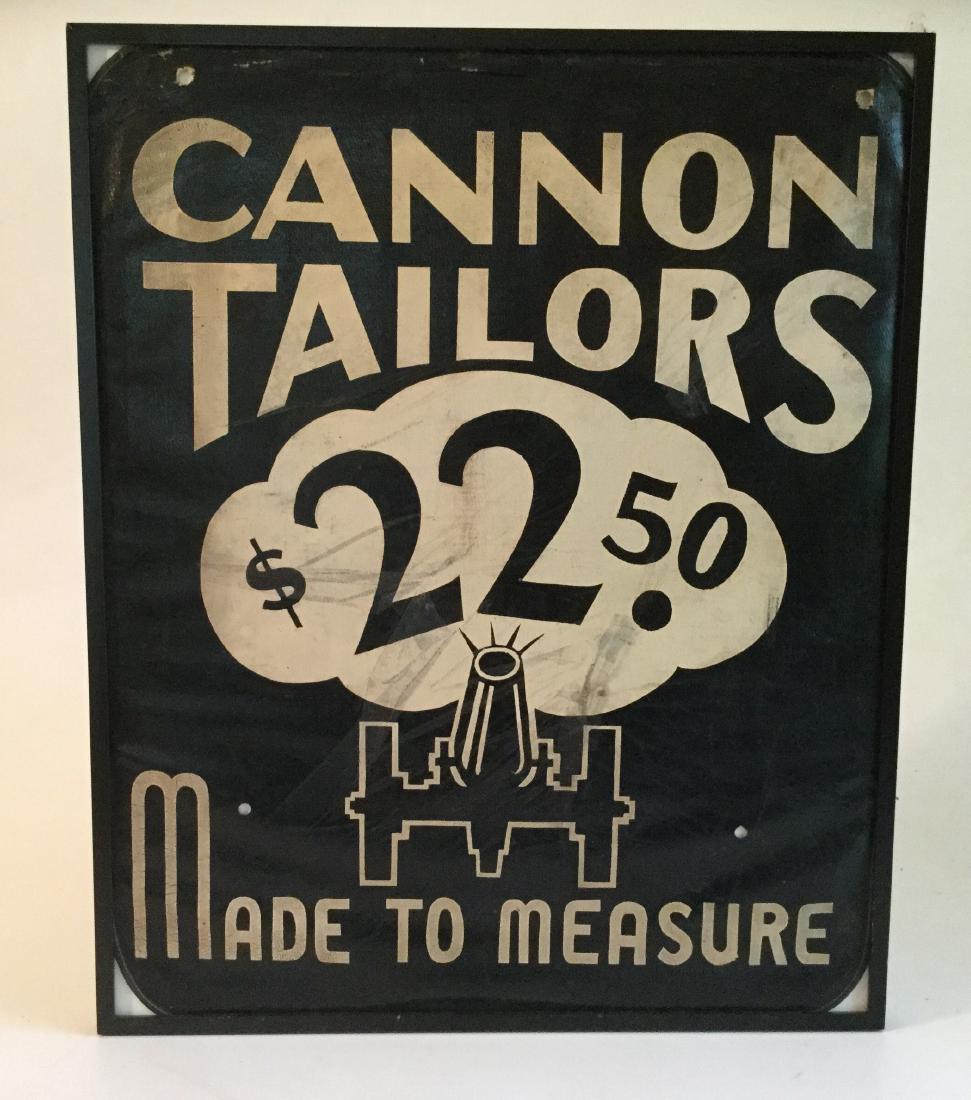 CANNON
TAILORS
$22.50
MADE TO MEASURE